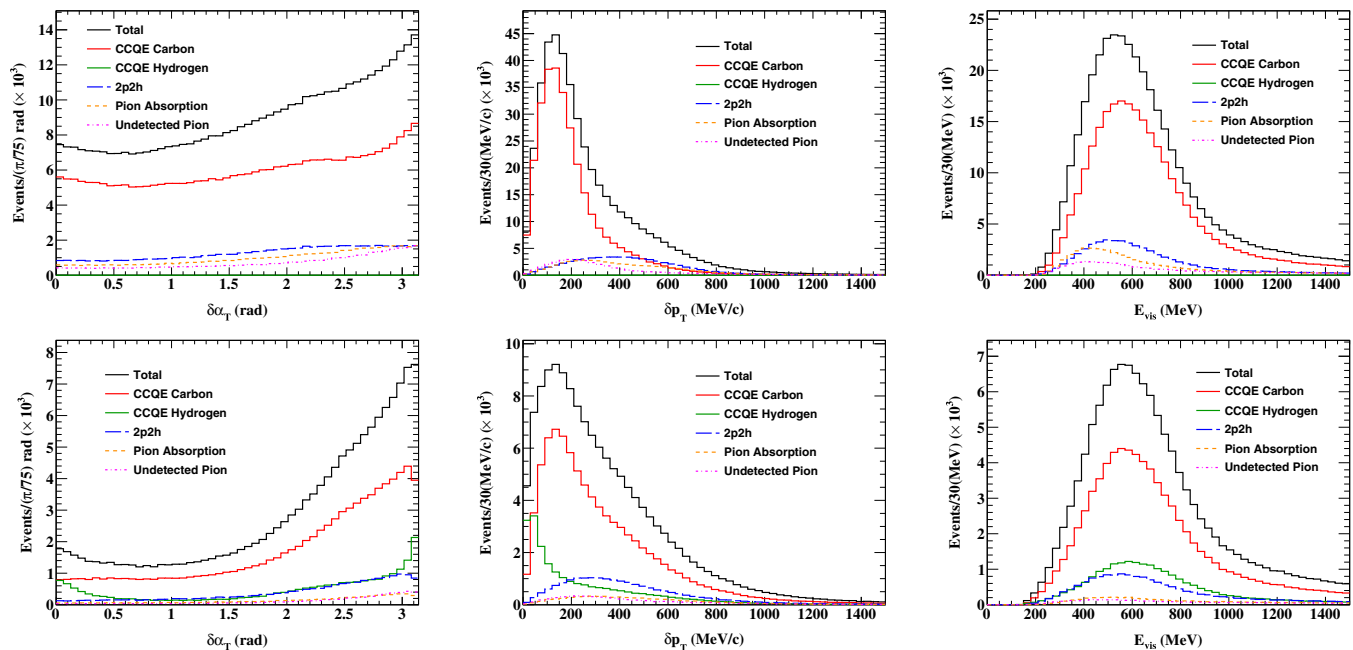 Events/(π/75) rad (× 10³)
14
12
10
8
6
4
2
0
Total
CCQE Carbon
CCQE Hydrogen
2p2h
Pion Absorption
Undetected Pion
0 0.5 1 1.5 2 2.5 3
δα_T (rad)
Events/30(MeV/c) (× 10³)
45
40
35
30
25
20
15
10
5
0
Total
CCQE Carbon
CCQE Hydrogen
2p2h
Pion Absorption
Undetected Pion
0 200 400 600 800 1000 1200 1400
δp_T (MeV/c)
Events/30(MeV) (× 10³)
25
20
15
10
5
0
Total
CCQE Carbon
CCQE Hydrogen
2p2h
Pion Absorption
Undetected Pion
0 200 400 600 800 1000 1200 1400
E_vis (MeV)
Events/(π/75) rad (× 10³)
8
7
6
5
4
3
2
1
0
Total
CCQE Carbon
CCQE Hydrogen
2p2h
Pion Absorption
Undetected Pion
0 0.5 1 1.5 2 2.5 3
δα_T (rad)
Events/30(MeV/c) (× 10³)
10
8
6
4
2
0
Total
CCQE Carbon
CCQE Hydrogen
2p2h
Pion Absorption
Undetected Pion
0 200 400 600 800 1000 1200 1400
δp_T (MeV/c)
Events/30(MeV) (× 10³)
7
6
5
4
3
2
1
0
Total
CCQE Carbon
CCQE Hydrogen
2p2h
Pion Absorption
Undetected Pion
0 200 400 600 800 1000 1200 1400
E_vis (MeV)